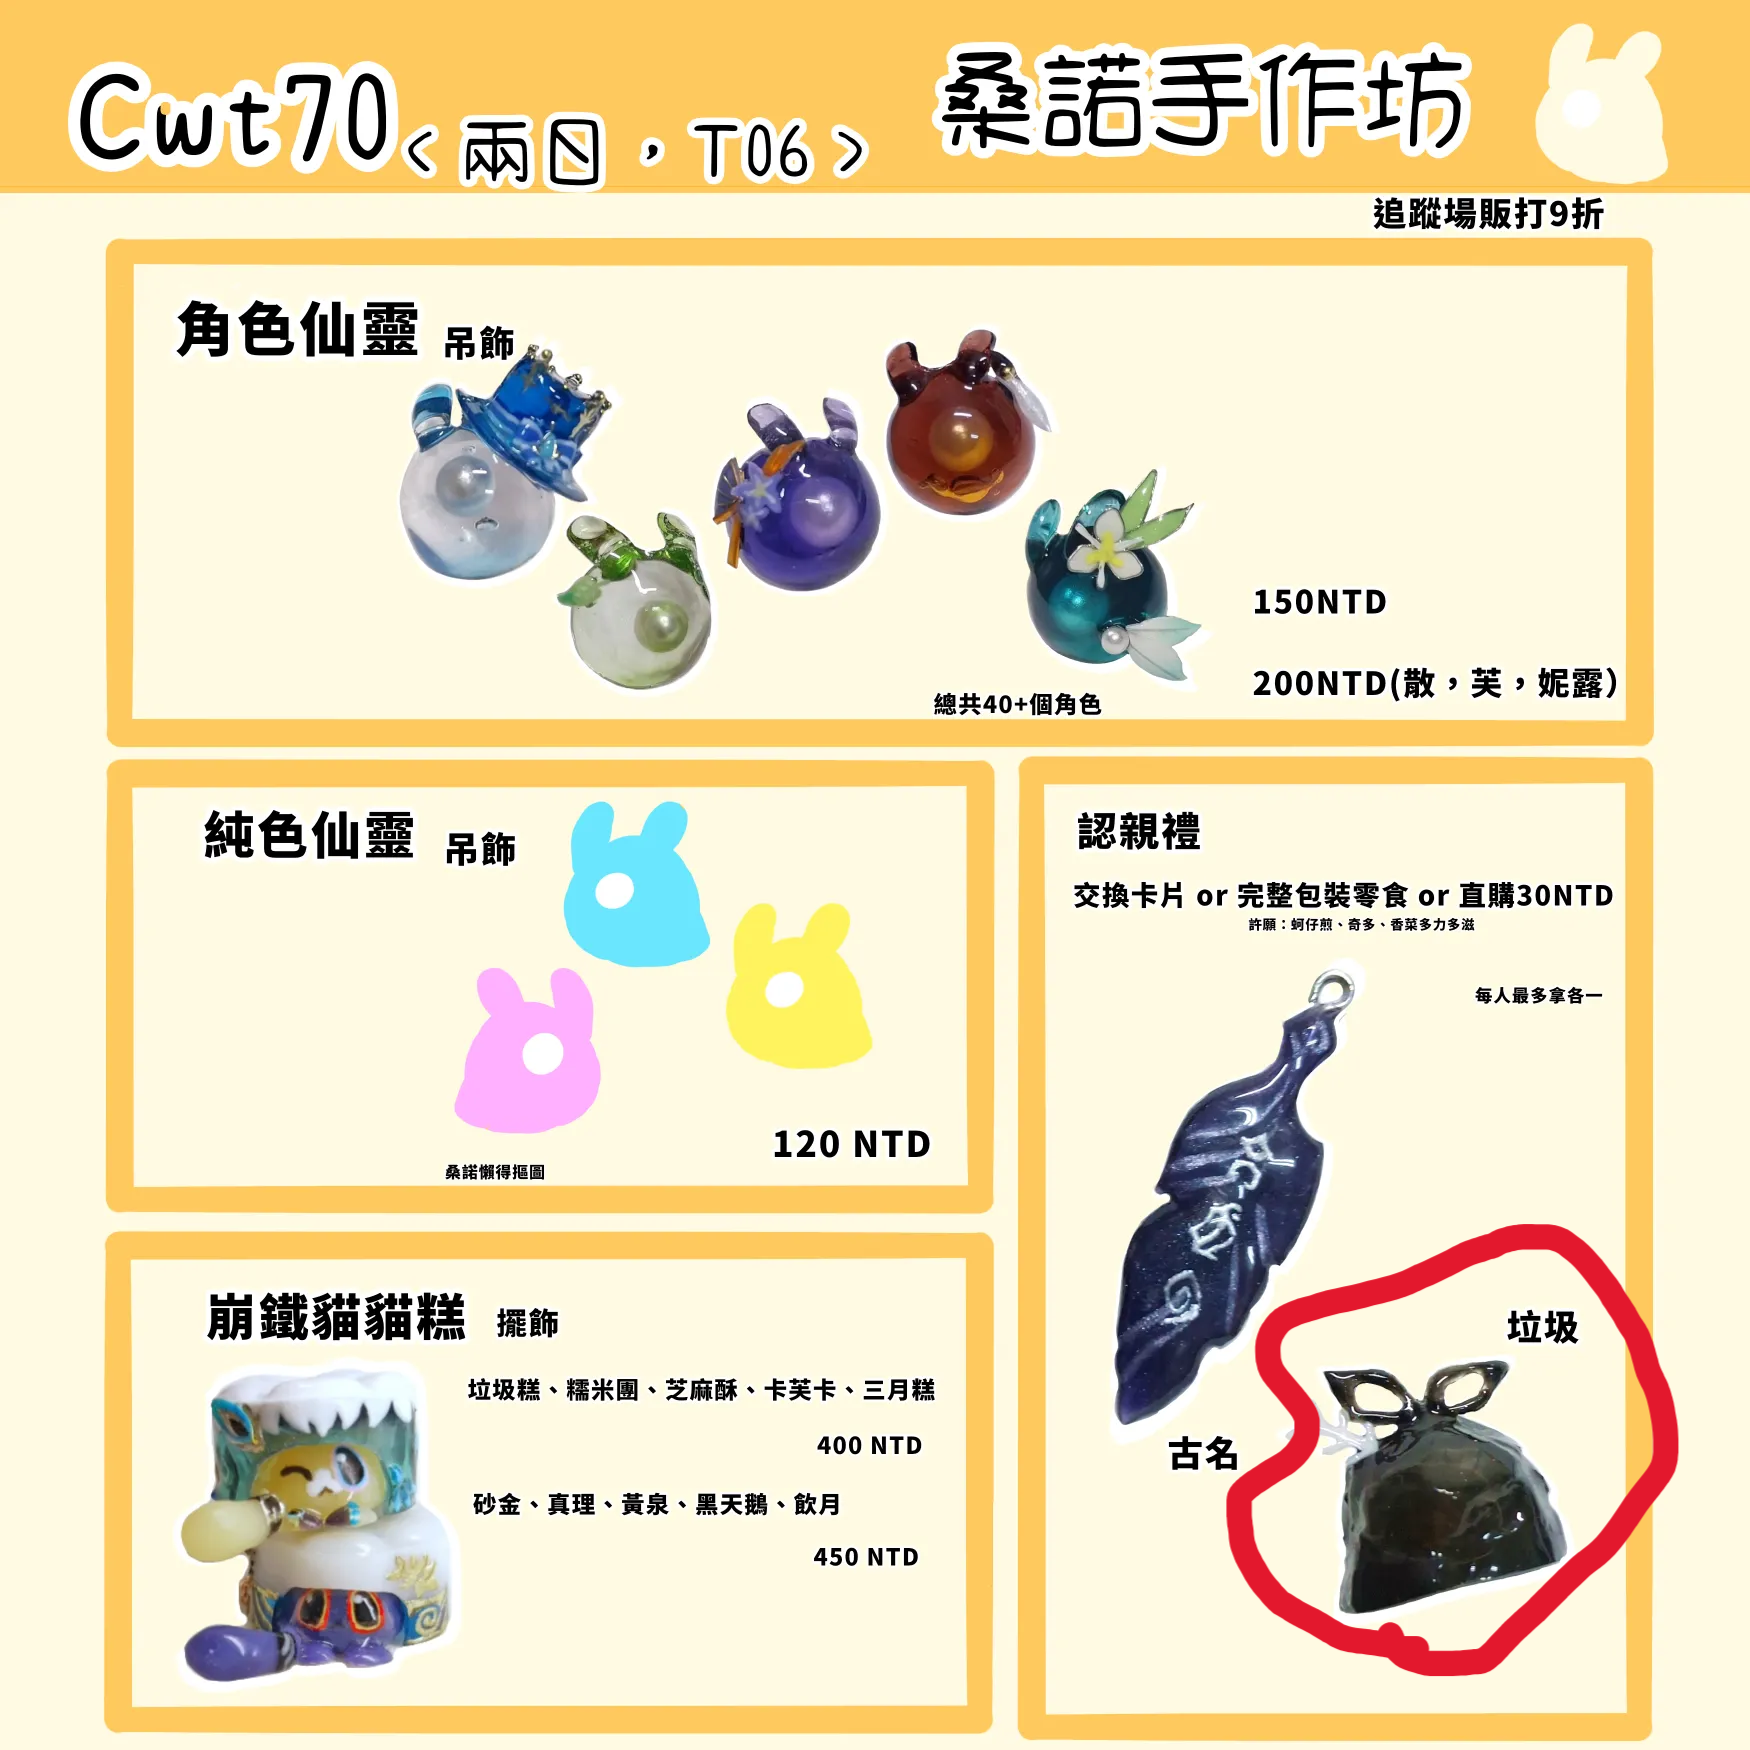 Cwt70<兩日，T06>
桑諾手作坊
追蹤場販打9折
角色仙靈 吊飾
150NTD
200NTD(散，芙，妮露)
總共40+個角色
純色仙靈 吊飾
120 NTD
桑諾懶得摳圖
認親禮
交換卡片 or 完整包裝零食 or 直購30NTD
許願：蚵仔煎、奇多、香菜多力多滋
每人最多拿各一
古名
垃圾
崩鐵貓貓糕 擺飾
垃圾糕、糯米團、芝麻酥、卡芙卡、三月糕
400 NTD
砂金、真理、黃泉、黑天鵝、飲月
450 NTD